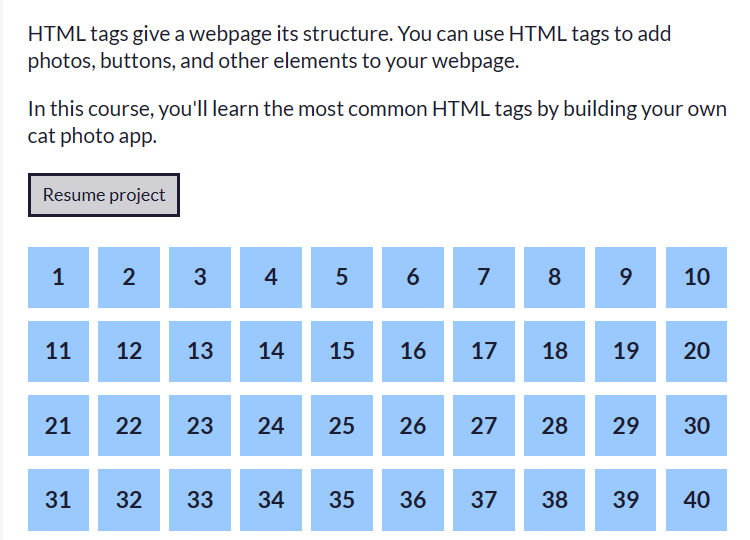 HTML tags give a webpage its structure. You can use HTML tags to add
photos, buttons, and other elements to your webpage.
In this course, you'll learn the most common HTML tags by building your own
cat photo app.
Resume project
1 2 3 4 5 6 7 8 9 10
11 12 13 14 15 16 17 18 19 20
21 22 23 24 25 26 27 28 29 30
31 32 33 34 35 36 37 38 39 40